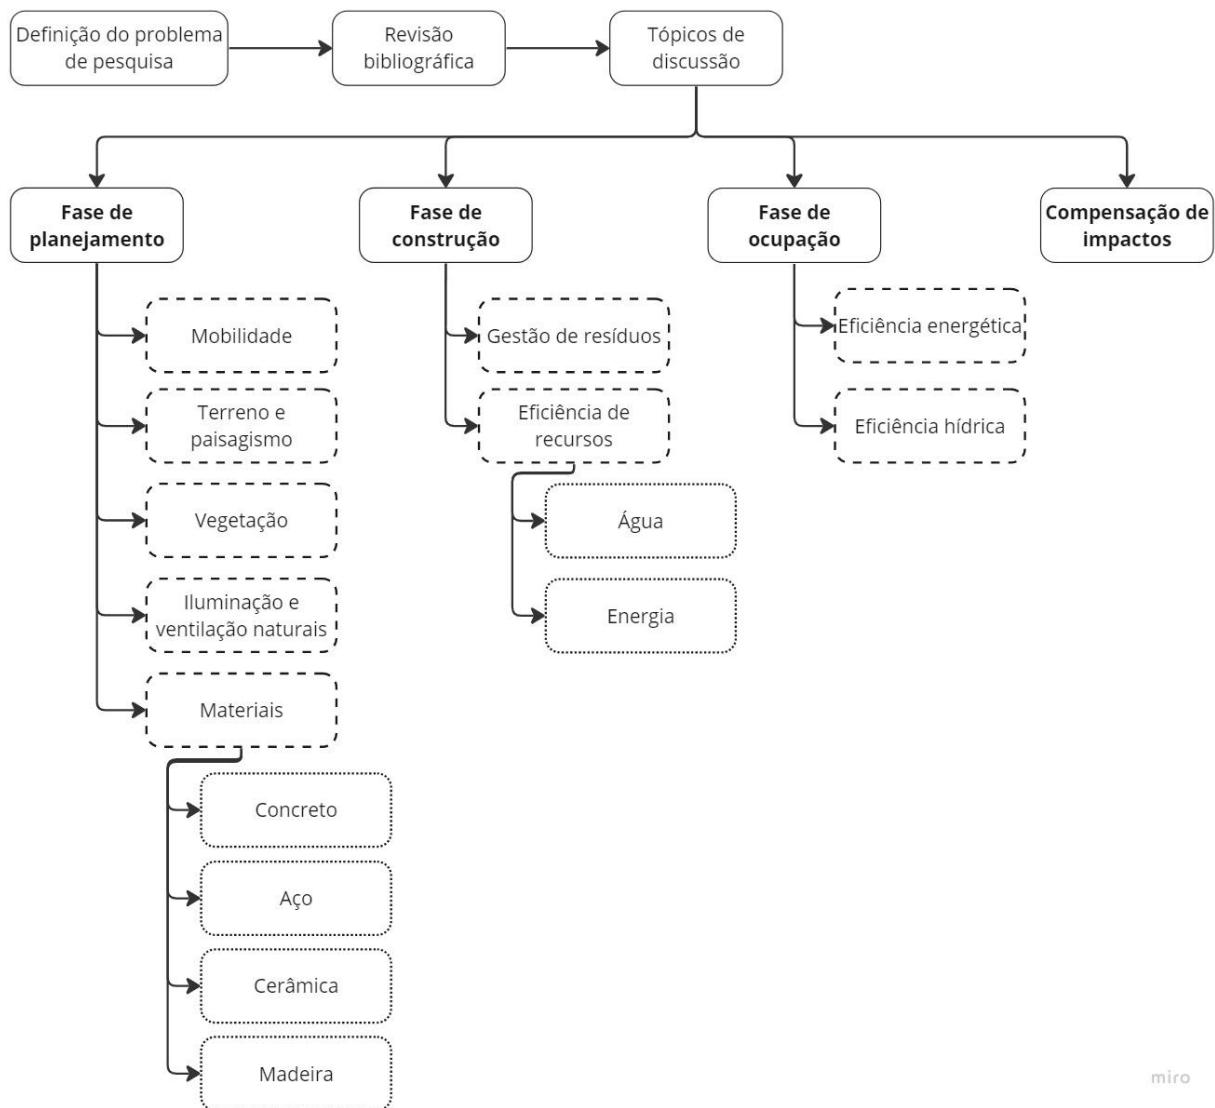 Definição do problema
de pesquisa
Revisão
bibliográfica
Tópicos de
discussão
Fase de
planejamento
Fase de
construção
Fase de
ocupação
Compensação de
impactos
Mobilidade
Terreno e
paisagismo
Vegetação
Iluminação e
ventilação naturais
Materiais
Concreto
Aço
Cerâmica
Madeira
Gestão de resíduos
Eficiência de
recursos
Água
Energia
Eficiência energética
Eficiência hídrica
miro